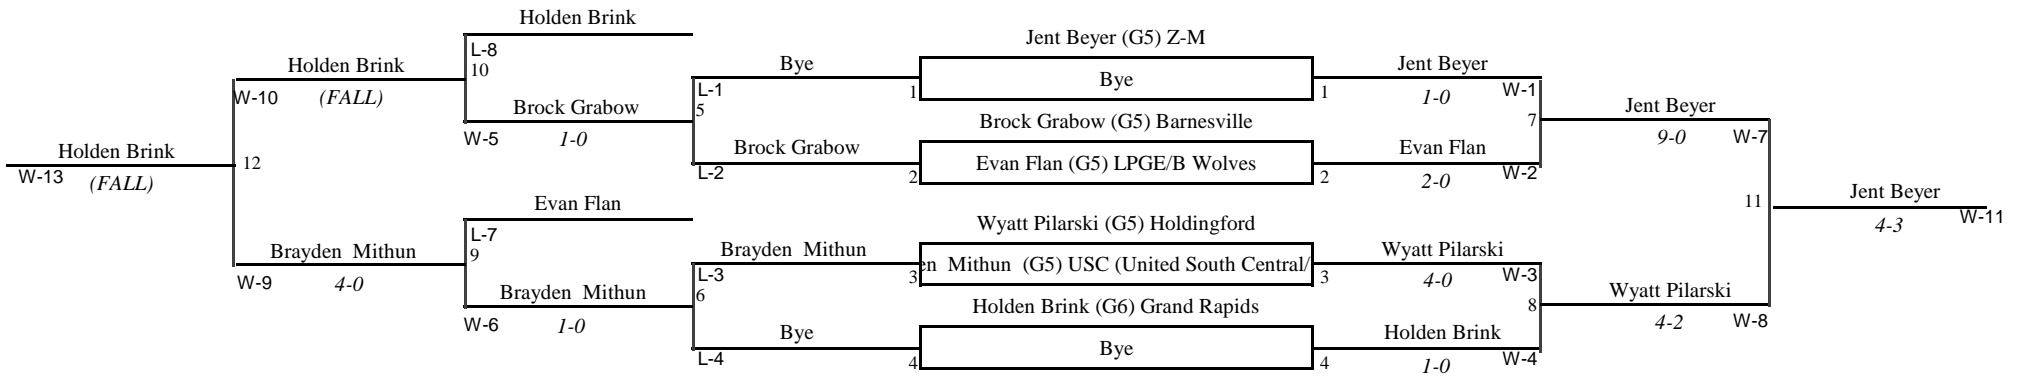 Holden Brink
Jent Beyer (G5) Z-M
L-8
10
Holden Brink
W-10
(FALL)
Bye
L-1
5
1
Bye
1
Jent Beyer
1-0
W-1
7
Brock Grabow
W-5
1-0
Brock Grabow (G5) Barnesville
Jent Beyer
9-0
W-7
Holden Brink
W-13
(FALL)
12
Brock Grabow
L-2
2
Evan Flan (G5) LPGE/B Wolves
2
Evan Flan
2-0
W-2
Evan Flan
L-7
9
Wyatt Pilarski (G5) Holdingford
11
Jent Beyer
4-3
W-11
Brayden Mithun
W-9
4-0
Brayden Mithun
L-3
6
3
en Mithun (G5) USC (United South Central/
3
Wyatt Pilarski
4-0
W-3
8
Brayden Mithun
W-6
1-0
Holden Brink (G6) Grand Rapids
Wyatt Pilarski
4-2
W-8
Bye
L-4
4
Bye
4
Holden Brink
1-0
W-4